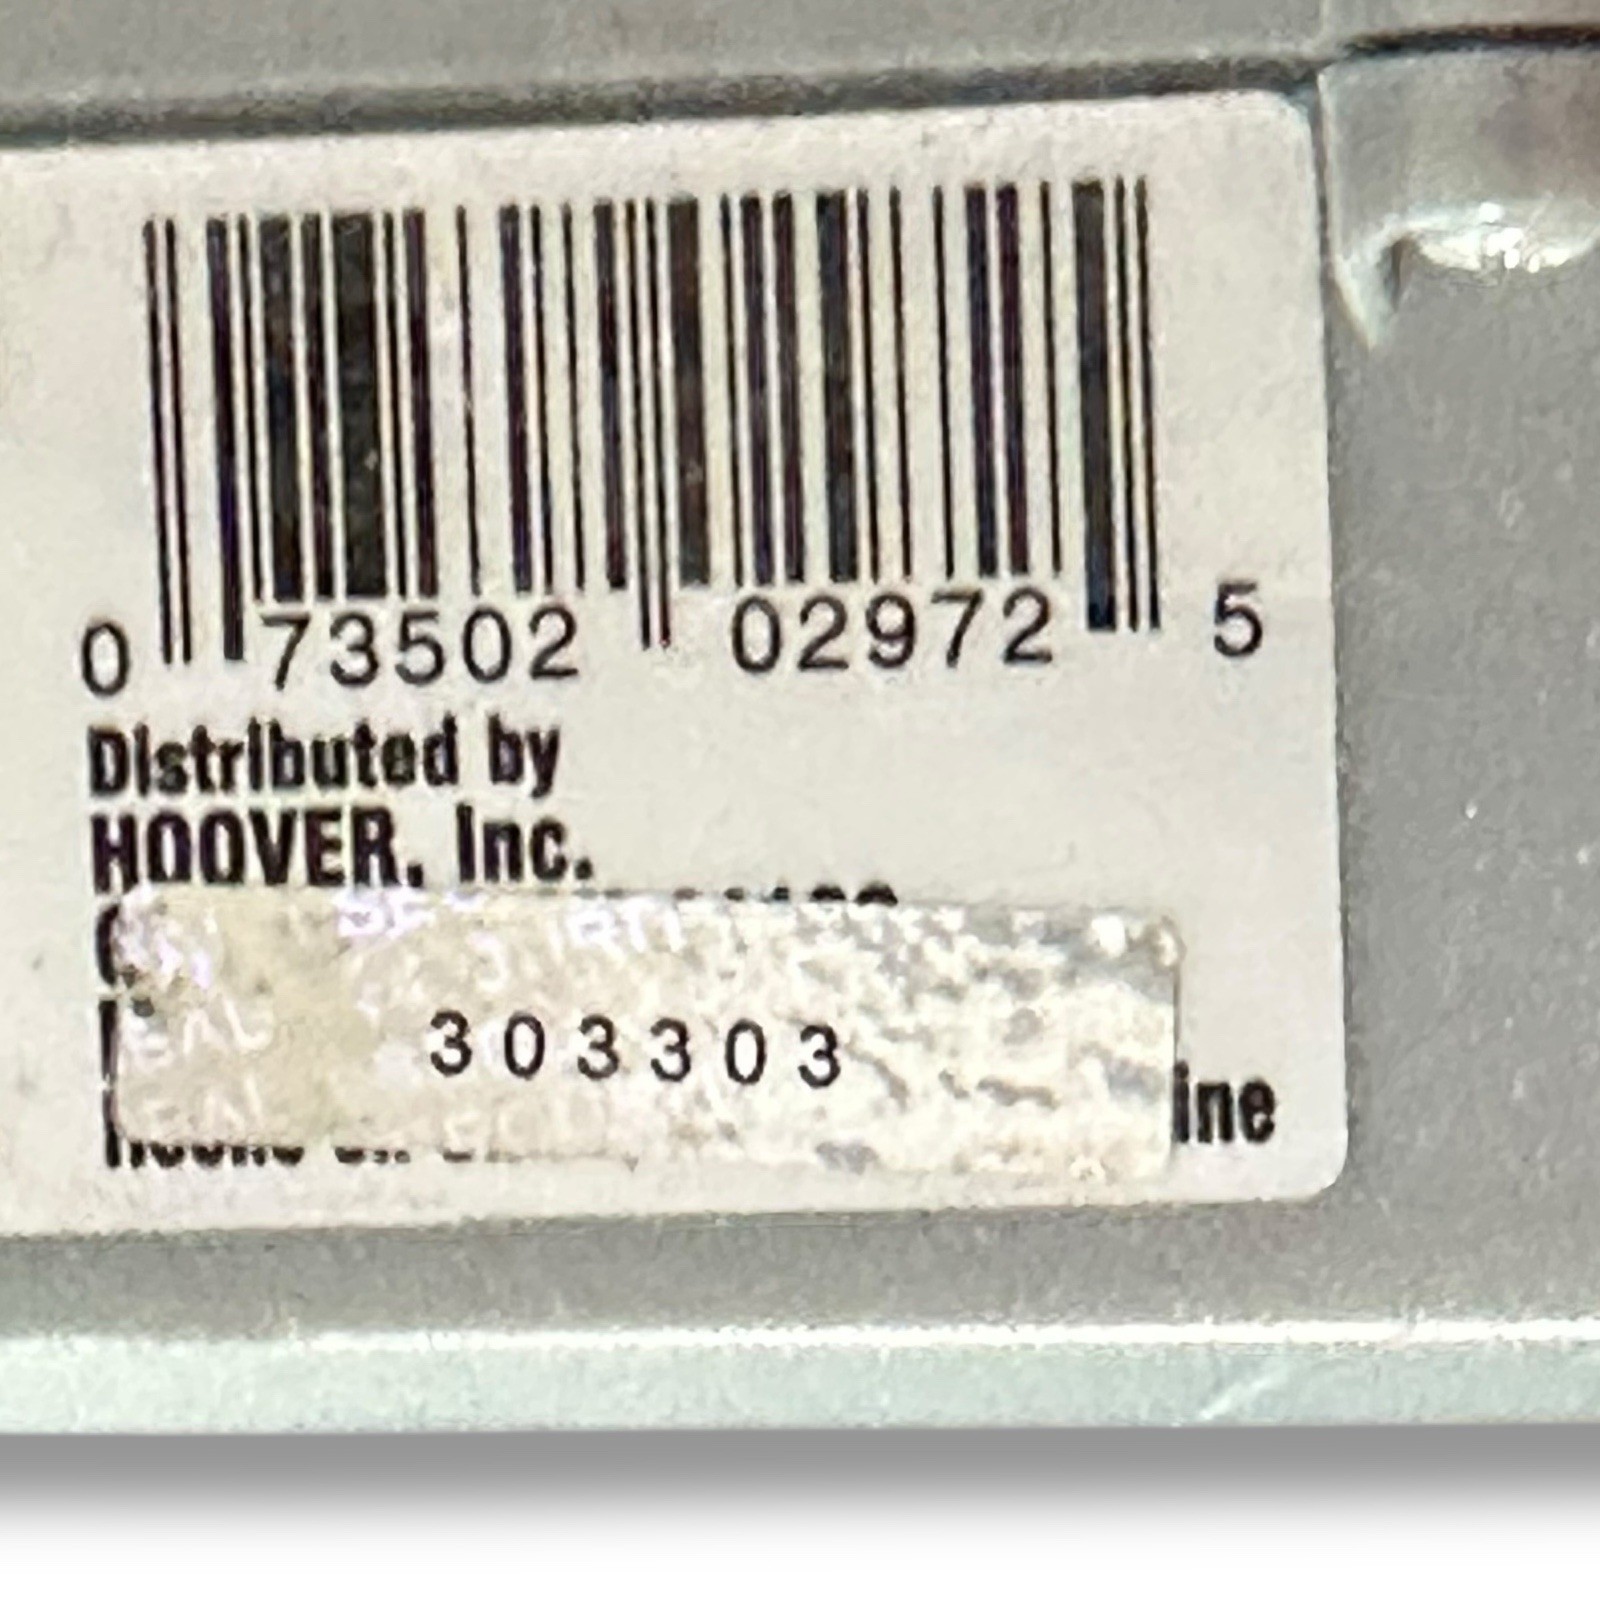 0 73502 02972 5
Distributed by
HOOVER, Inc.
303303
ine